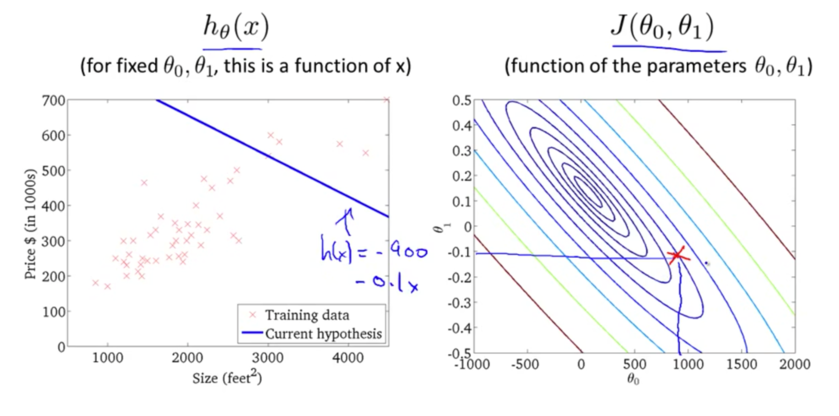 hθ(x)
(for fixed θ0, θ1, this is a function of x)
700
600
500
400
300
200
100
0
Price $ (in 1000s)
1000
2000
3000
4000
Size (feet²)
h(x) = - 900
- 0.1x
Training data
Current hypothesis
J(θ0, θ1)
(function of the parameters θ0, θ1)
0.5
0.4
0.3
0.2
0.1
0
-0.1
-0.2
-0.3
-0.4
-0.5
θ1
-1000
-500
0
500
1000
1500
2000
θ0